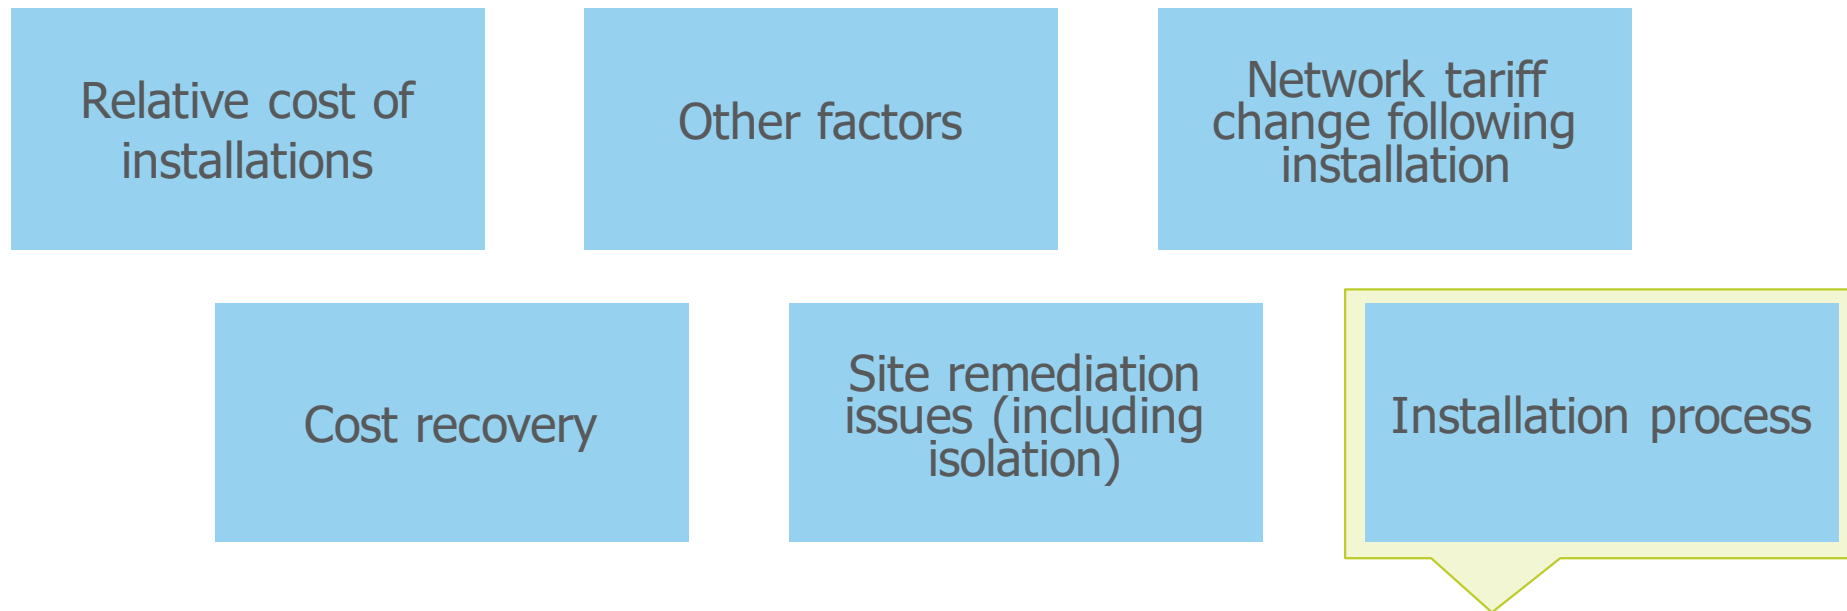 Relative cost of
installations
Other factors
Network tariff
change following
installation
Cost recovery
Site remediation
issues (including
isolation)
Installation process